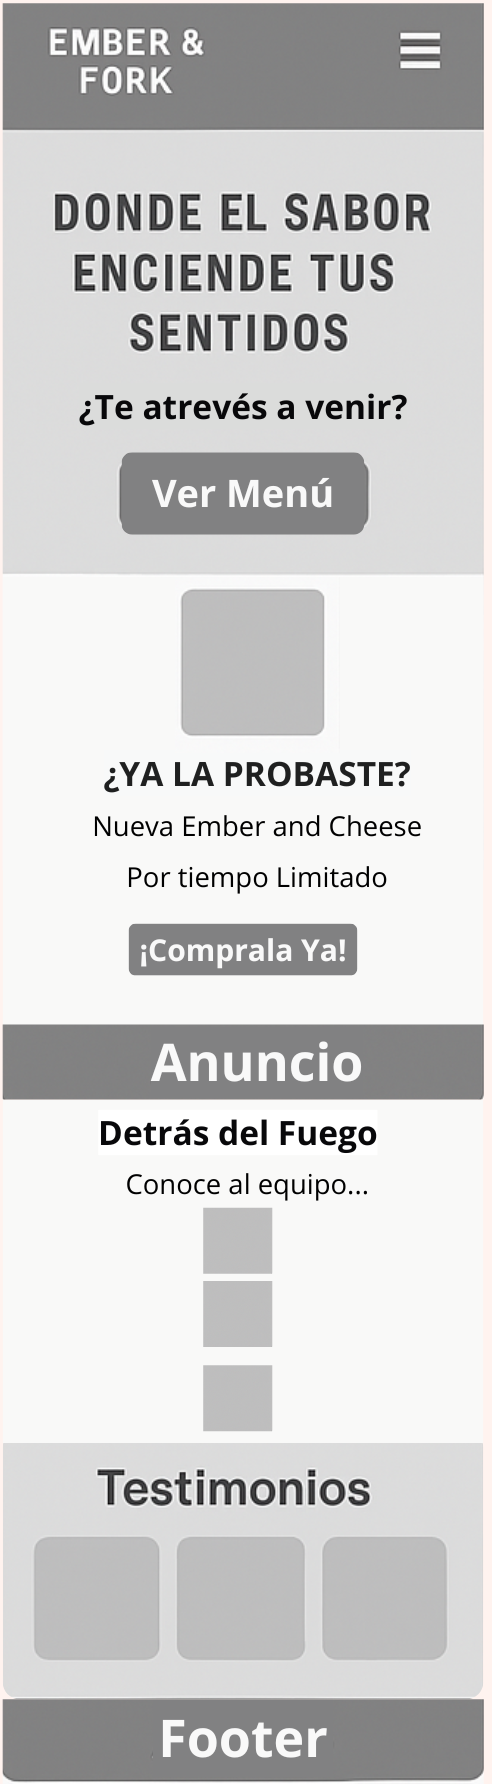 EMBER &
FORK
DONDE EL SABOR
ENCIENDE TUS
SENTIDOS
¿Te atrevés a venir?
Ver Menú
¿YA LA PROBASTE?
Nueva Ember and Cheese
Por tiempo Limitado
¡Comprala Ya!
Anuncio
Detrás del Fuego
Conoce al equipo...
Testimonios
Footer